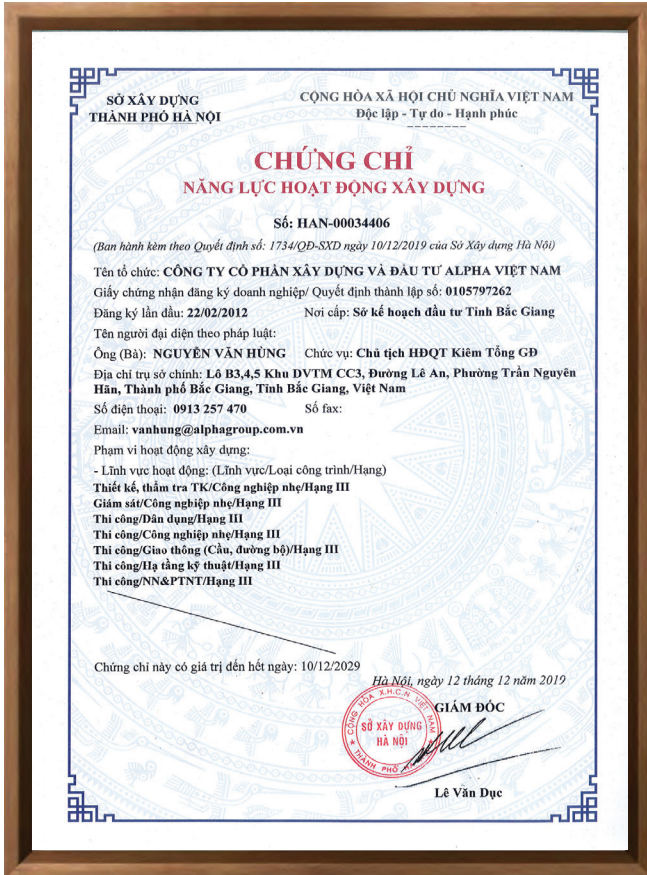 SỞ XÂY DỰNG
THÀNH PHỐ HÀ NỘI
CỘNG HÒA XÃ HỘI CHỦ NGHĨA VIỆT NAM
Độc lập - Tự do - Hạnh phúc
CHỨNG CHỈ
NĂNG LỰC HOẠT ĐỘNG XÂY DỰNG
Số: HAN-00034406
(Ban hành kèm theo Quyết định số: 1734/QĐ-SXD ngày 10/12/2019 của Sở Xây dựng Hà Nội)
Tên tổ chức: CÔNG TY CỔ PHẦN XÂY DỰNG VÀ ĐẦU TƯ ALPHA VIỆT NAM
Giấy chứng nhận đăng ký doanh nghiệp/ Quyết định thành lập số: 0105797262
Đăng ký lần đầu: 22/02/2012 Nơi cấp: Sở kế hoạch đầu tư Tỉnh Bắc Giang
Tên người đại diện theo pháp luật:
Ông (Bà): NGUYỄN VĂN HÙNG Chức vụ: Chủ tịch HĐQT Kiêm Tổng GĐ
Địa chỉ trụ sở chính: Lô B3,4,5 Khu DVTM CC3, Đường Lê An, Phường Trần Nguyên
Hãn, Thành phố Bắc Giang, Tỉnh Bắc Giang, Việt Nam
Số điện thoại: 0913 257 470 Số fax:
Email: vanhung@alphagroup.com.vn
Phạm vi hoạt động xây dựng:
- Lĩnh vực hoạt động: (Lĩnh vực/Loại công trình/Hạng)
Thiết kế, thẩm tra TK/Công nghiệp nhẹ/Hạng III
Giám sát/Công nghiệp nhẹ/Hạng III
Thi công/Dân dụng/Hạng III
Thi công/Công nghiệp nhẹ/Hạng III
Thi công/Giao thông (Cầu, đường bộ)/Hạng III
Thi công/Hạ tầng kỹ thuật/Hạng III
Thi công/NN&PTNT/Hạng III
Chứng chỉ này có giá trị đến hết ngày: 10/12/2029
Hà Nội, ngày 12 tháng 12 năm 2019
GIÁM ĐỐC
CỘNG HÒA X.H.C.N VIỆT NAM
SỞ XÂY DỰNG
HÀ NỘI
THÀNH PHỐ
Lê Văn Dục